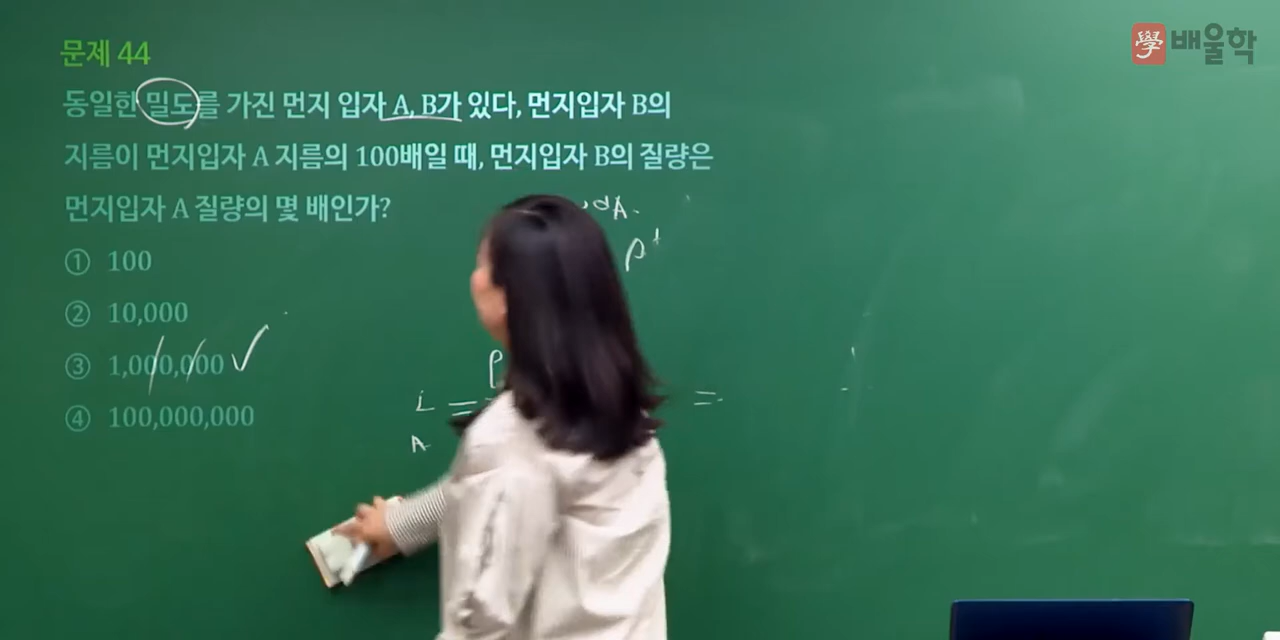 문제 44
學 배울학
동일한 밀도를 가진 먼지 입자 A, B가 있다, 먼지입자 B의
지름이 먼지입자 A 지름의 100배일 때, 먼지입자 B의 질량은
먼지입자 A 질량의 몇 배인가?
① 100
② 10,000
③ 1,000,000
④ 100,000,000
dA.
=
A
=